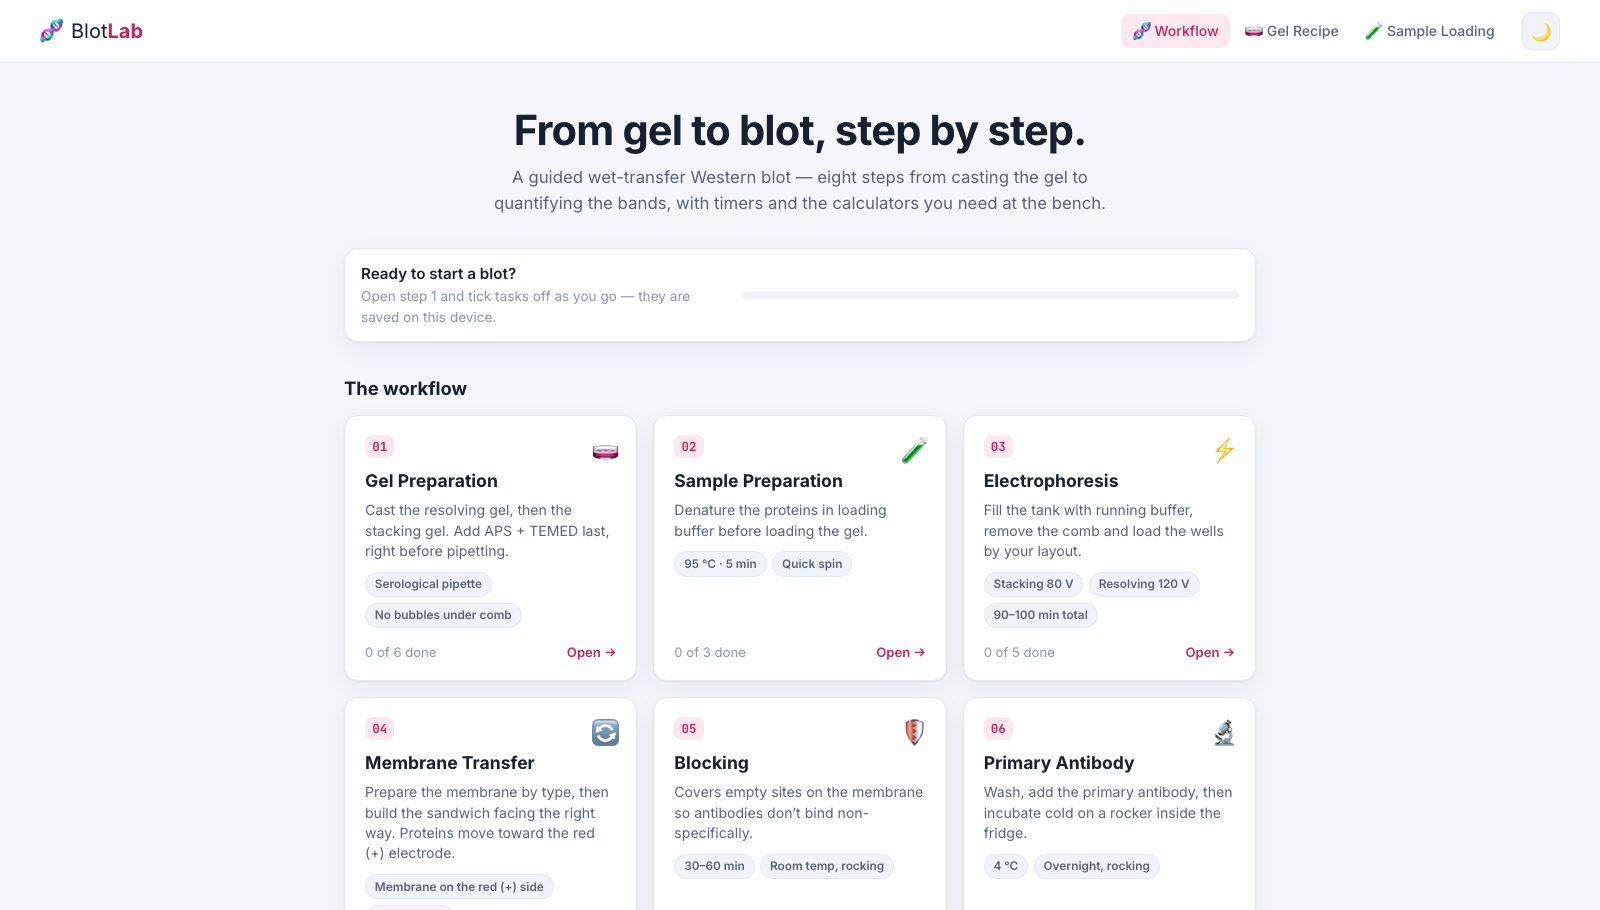 BlotLab
Workflow
Gel Recipe
Sample Loading
From gel to blot, step by step.
A guided wet-transfer Western blot — eight steps from casting the gel to
quantifying the bands, with timers and the calculators you need at the bench.
Ready to start a blot?
Open step 1 and tick tasks off as you go — they are
saved on this device.
The workflow
01
Gel Preparation
Cast the resolving gel, then the
stacking gel. Add APS + TEMED last,
right before pipetting.
Serological pipette
No bubbles under comb
0 of 6 done
Open →
02
Sample Preparation
Denature the proteins in loading
buffer before loading the gel.
95 °C · 5 min
Quick spin
0 of 3 done
Open →
03
Electrophoresis
Fill the tank with running buffer,
remove the comb and load the wells
by your layout.
Stacking 80 V
Resolving 120 V
90–100 min total
0 of 5 done
Open →
04
Membrane Transfer
Prepare the membrane by type, then
build the sandwich facing the right
way. Proteins move toward the red
(+) electrode.
Membrane on the red (+) side
05
Blocking
Covers empty sites on the membrane
so antibodies don’t bind non-
specifically.
30–60 min
Room temp, rocking
06
Primary Antibody
Wash, add the primary antibody, then
incubate cold on a rocker inside the
fridge.
4 °C
Overnight, rocking